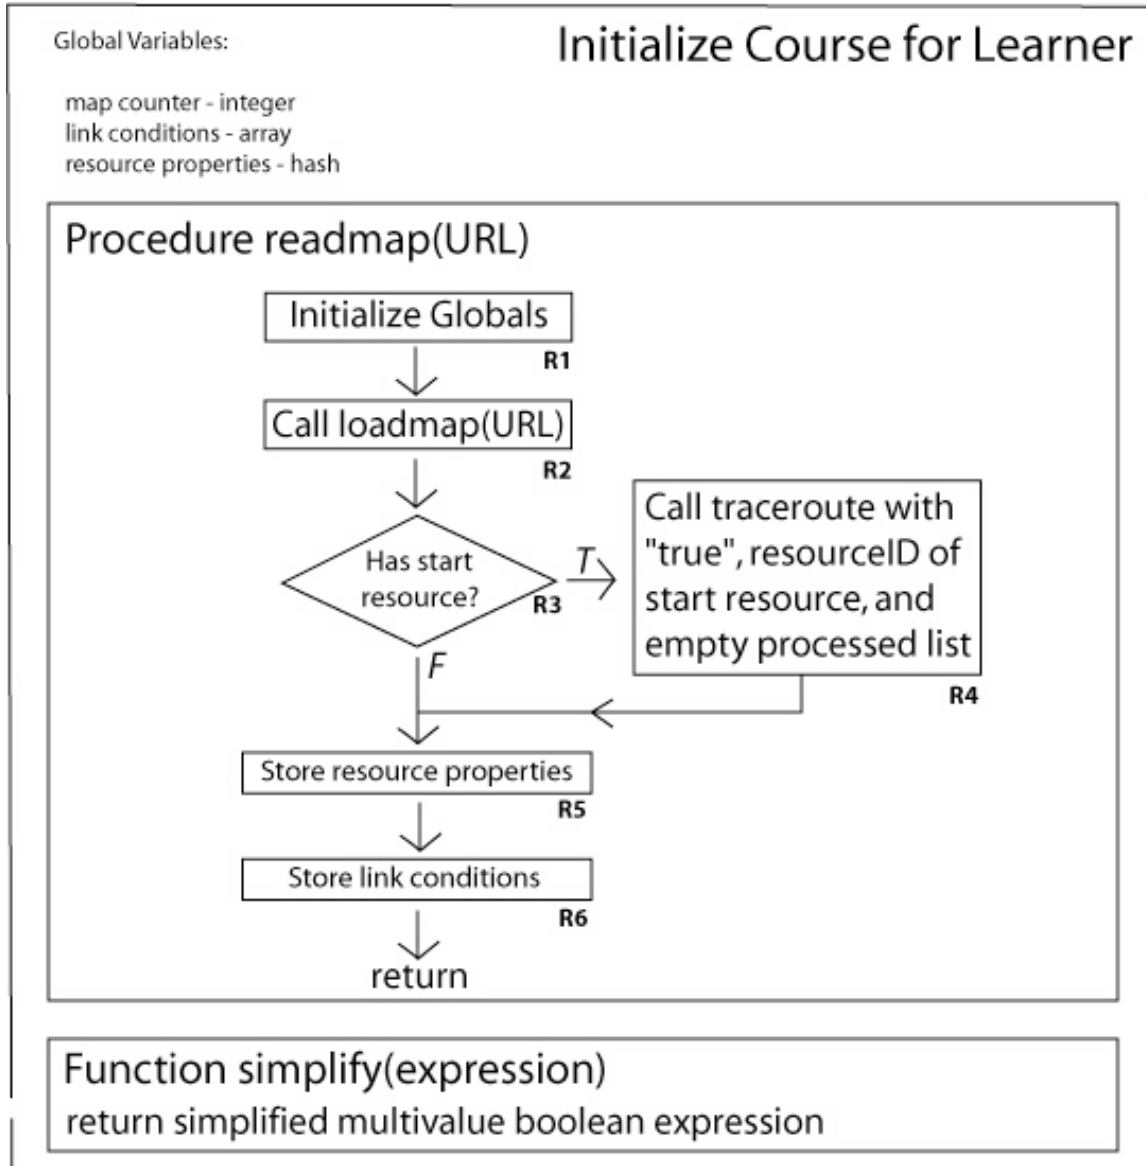 Global Variables:
Initialize Course for Learner
map counter - integer
link conditions - array
resource properties - hash
Procedure readmap(URL)
Initialize Globals
R1
Call loadmap(URL)
R2
Has start
resource?
R3
T
Call traceroute with
"true", resourceID of
start resource, and
empty processed list
R4
F
Store resource properties
R5
Store link conditions
R6
return
Function simplify(expression)
return simplified multivalue boolean expression